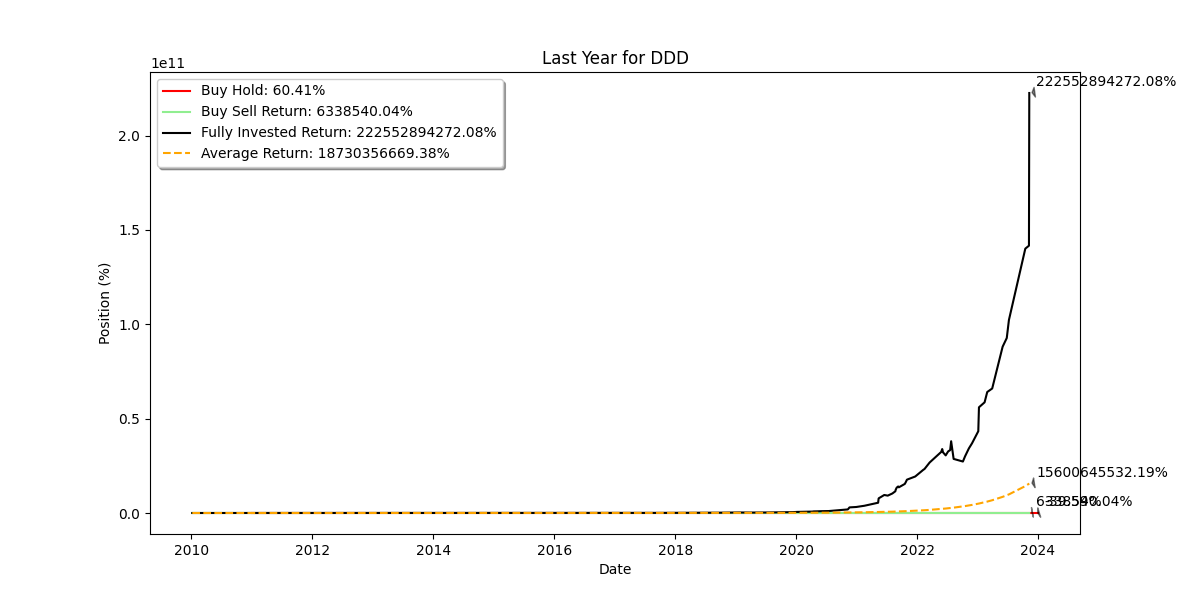 Last Year for DDD
1e11
Buy Hold: 60.41%
Buy Sell Return: 6338540.04%
Fully Invested Return: 222552894272.08%
Average Return: 18730356669.38%
222552894272.08%
2.0
1.5
1.0
0.5
0.0
Position (%)
15600645532.19%
6338540.04%
2010
2012
2014
2016
2018
2020
2022
2024
Date